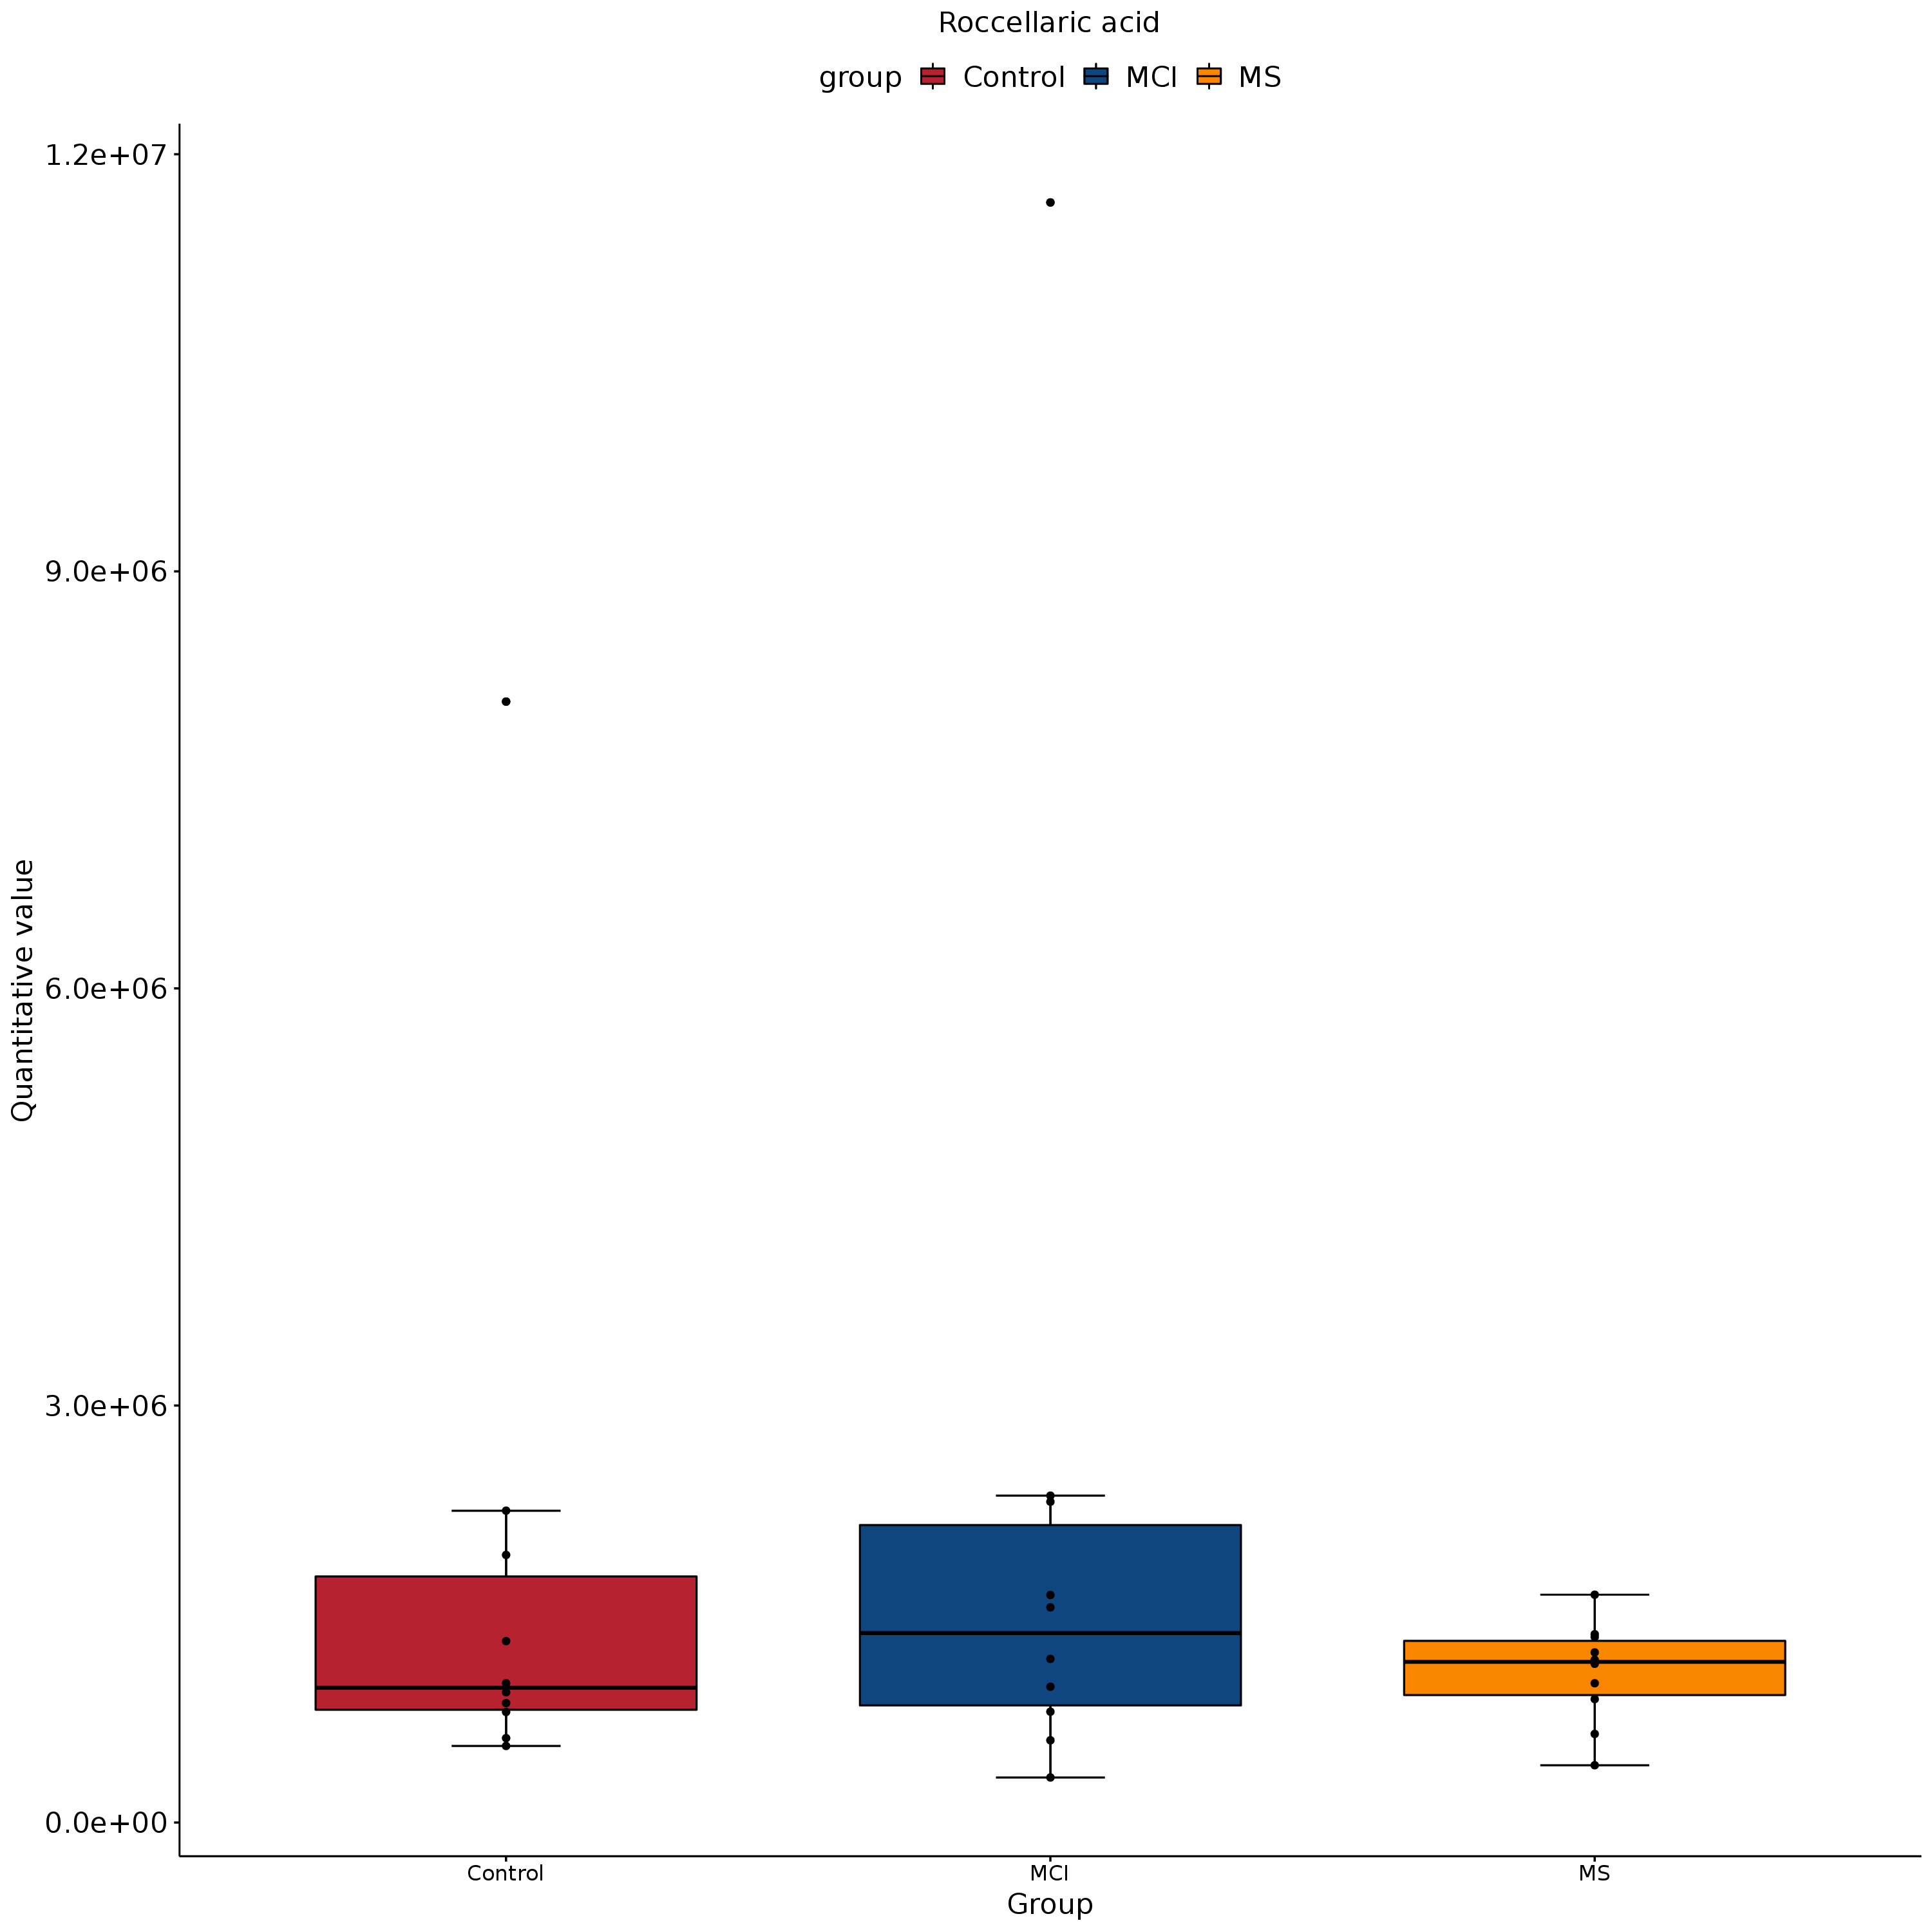 Roccellaric acid
group Control MCI MS
1.2e+07
9.0e+06
6.0e+06
3.0e+06
0.0e+00
Quantitative value
Control MCI MS
Group